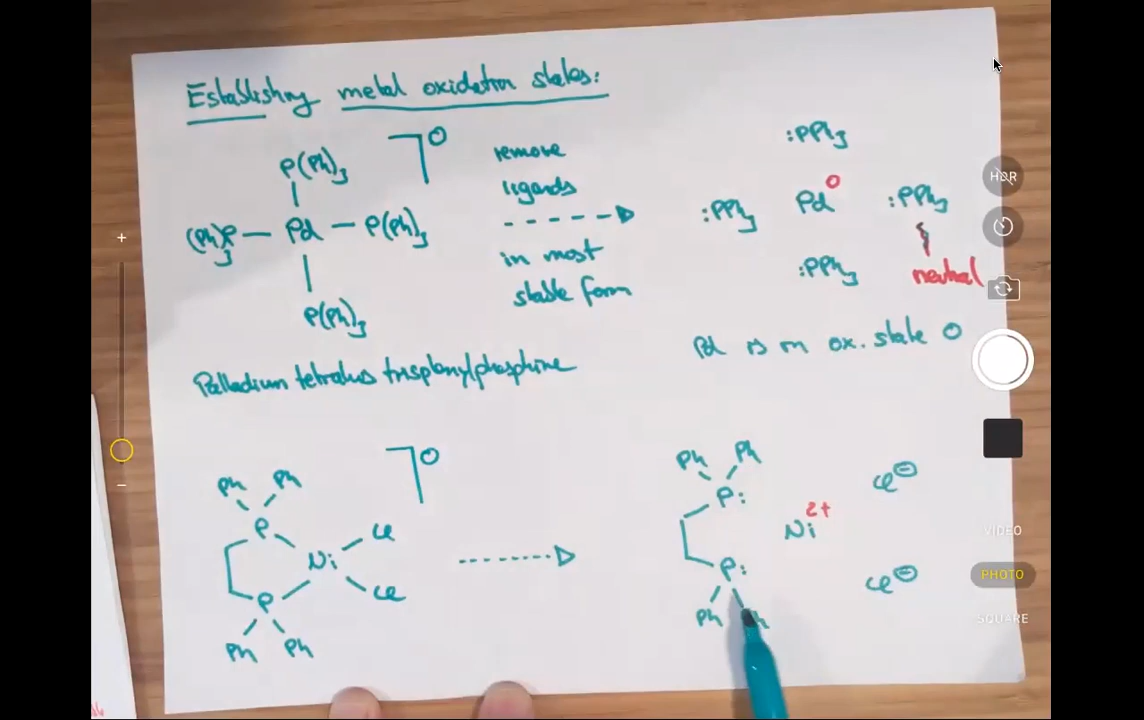 Establishing metal oxidation states:
P(Ph)3
(Ph)3P — Pd — P(Ph)3
P(Ph)3
0
remove
ligands
in most
stable form
:PPh3
:PPh3 Pd0 :PPh3
:PPh3
neutral
Pd is in ox. state 0
Palladium tetrakis
Ph Ph
P
Ni
P
Ph Ph
Cl
Cl
0
Ph Ph
P:
P:
Ph Ph
Ni2+
Cl⊖
Cl⊖
HDR
VIDEO
PHOTO
SQUARE